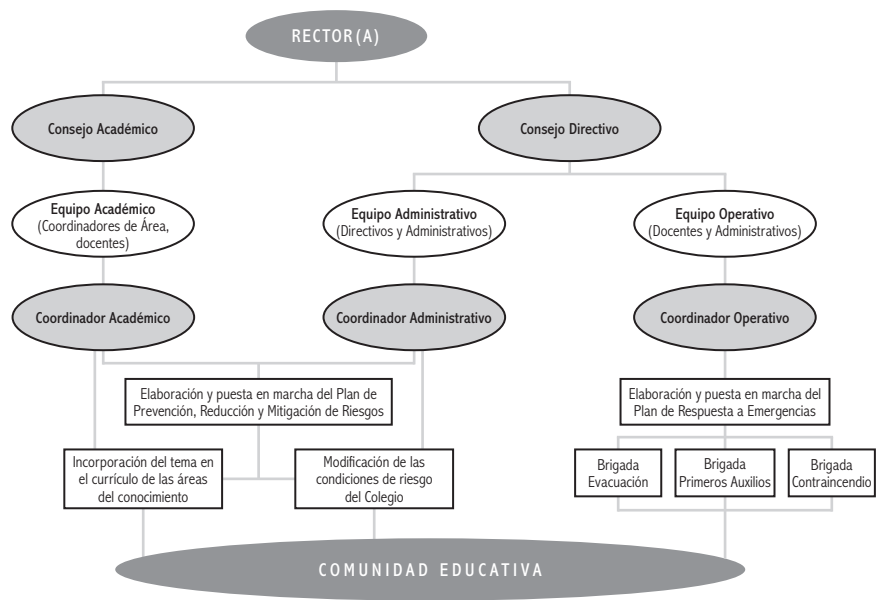 RECTOR(A)
Consejo Académico
Consejo Directivo
Equipo Académico
(Coordinadores de Área,
docentes)
Equipo Administrativo
(Directivos y Administrativos)
Equipo Operativo
(Docentes y Administrativos)
Coordinador Académico
Coordinador Administrativo
Coordinador Operativo
Elaboración y puesta en marcha del Plan de
Prevención, Reducción y Mitigación de Riesgos
Elaboración y puesta en marcha del
Plan de Respuesta a Emergencias
Incorporación del tema en
el currículo de las áreas
del conocimiento
Modificación de las
condiciones de riesgo
del Colegio
Brigada
Evacuación
Brigada
Primeros Auxilios
Brigada
Contraincendio
COMUNIDAD EDUCATIVA